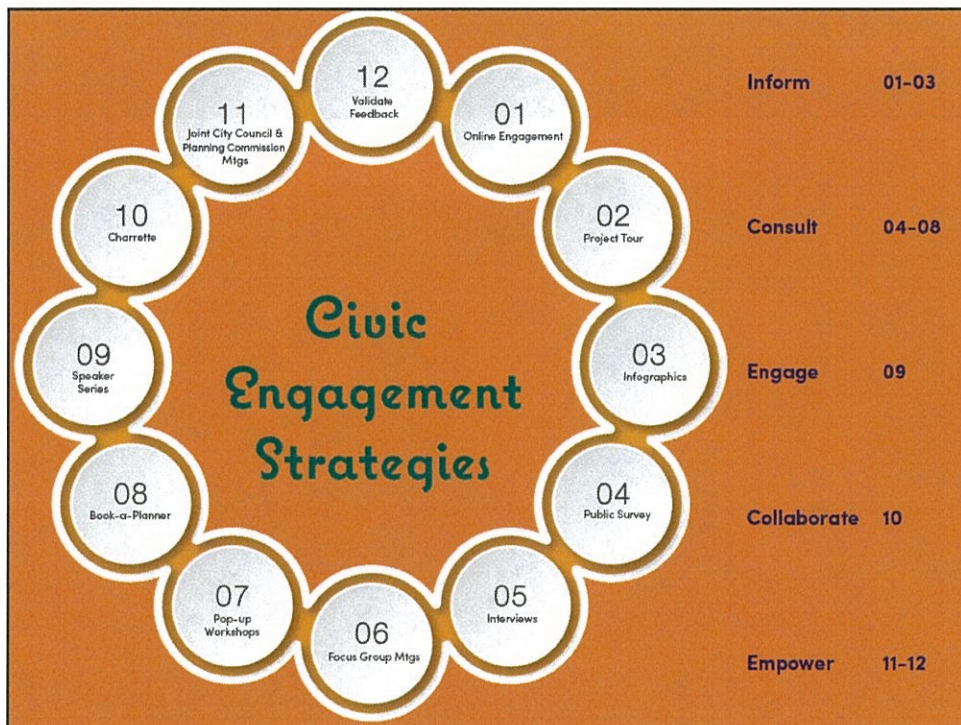 12
Validate
Feedback
01
Online Engagement
02
Project Tour
03
Infographics
04
Public Survey
05
Interviews
06
Focus Group Mtgs
07
Pop-up
Workshops
08
Book-a-Planner
09
Speaker
Series
10
Charrette
11
Joint City Council &
Planning Commission
Mtgs
Civic
Engagement
Strategies
Inform 01-03
Consult 04-08
Engage 09
Collaborate 10
Empower 11-12